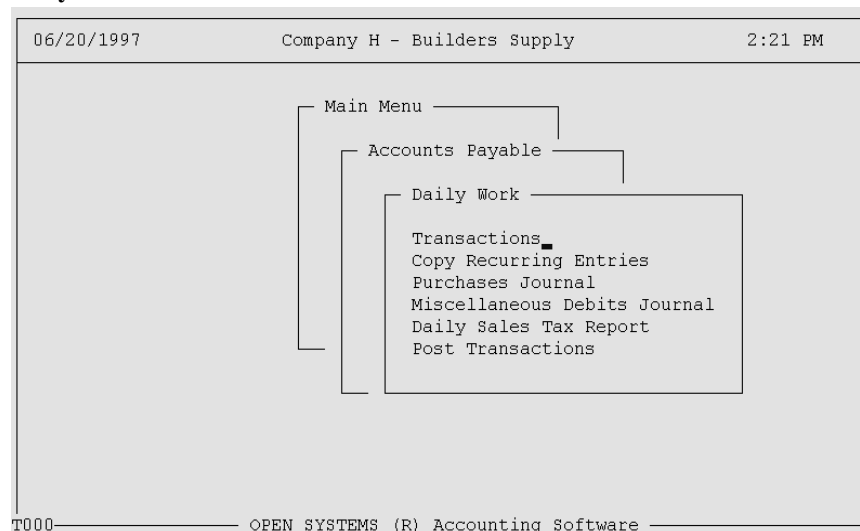 06/20/1997 Company H - Builders Supply 2:21 PM
Main Menu
Accounts Payable
Daily Work
Transactions
Copy Recurring Entries
Purchases Journal
Miscellaneous Debits Journal
Daily Sales Tax Report
Post Transactions
T000 OPEN SYSTEMS (R) Accounting Software